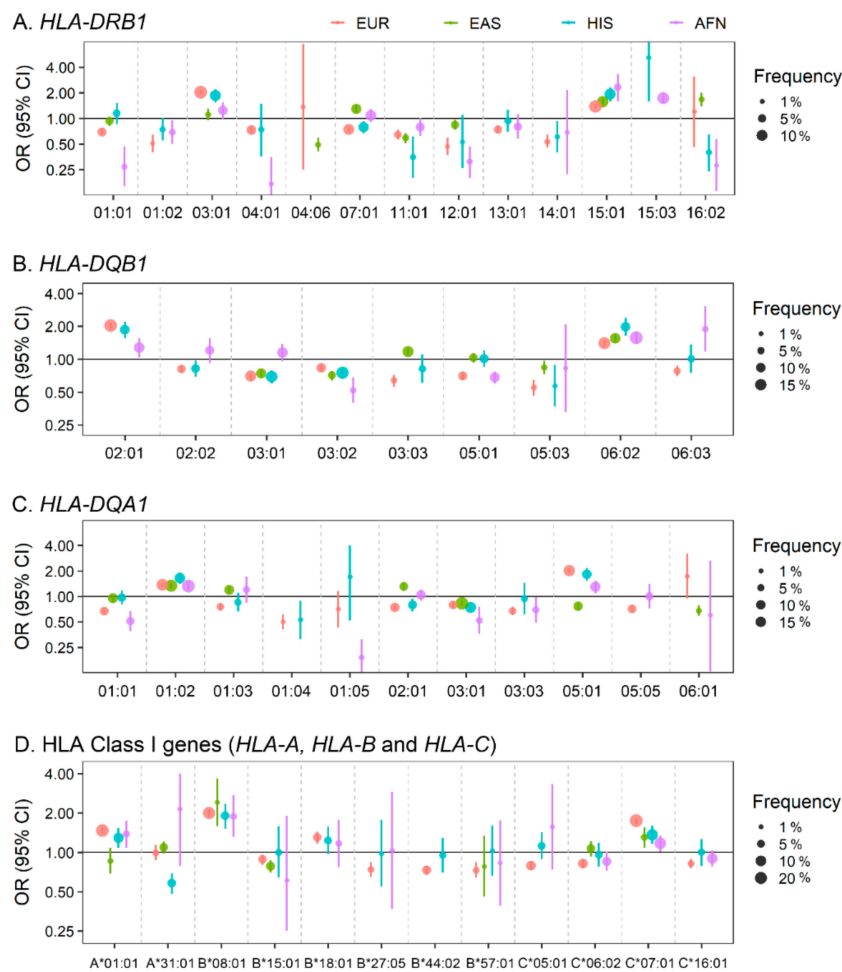 A. HLA-DRB1
EUR EAS HIS AFN
OR (95% CI)
4.00
2.00
1.00
0.50
0.25
01:01 01:02 03:01 04:01 04:06 07:01 11:01 12:01 13:01 14:01 15:01 15:03 16:02
Frequency
1 %
5 %
10 %
B. HLA-DQB1
OR (95% CI)
4.00
2.00
1.00
0.50
0.25
02:01 02:02 03:01 03:02 03:03 05:01 05:03 06:02 06:03
Frequency
1 %
5 %
10 %
15 %
C. HLA-DQA1
OR (95% CI)
4.00
2.00
1.00
0.50
0.25
01:01 01:02 01:03 01:04 01:05 02:01 03:01 03:03 05:01 05:05 06:01
Frequency
1 %
5 %
10 %
15 %
D. HLA Class I genes (HLA-A, HLA-B and HLA-C)
OR (95% CI)
4.00
2.00
1.00
0.50
0.25
A*01:01 A*31:01 B*08:01 B*15:01 B*18:01 B*27:05 B*44:02 B*57:01 C*05:01 C*06:02 C*07:01 C*16:01
Frequency
1 %
5 %
10 %
20 %